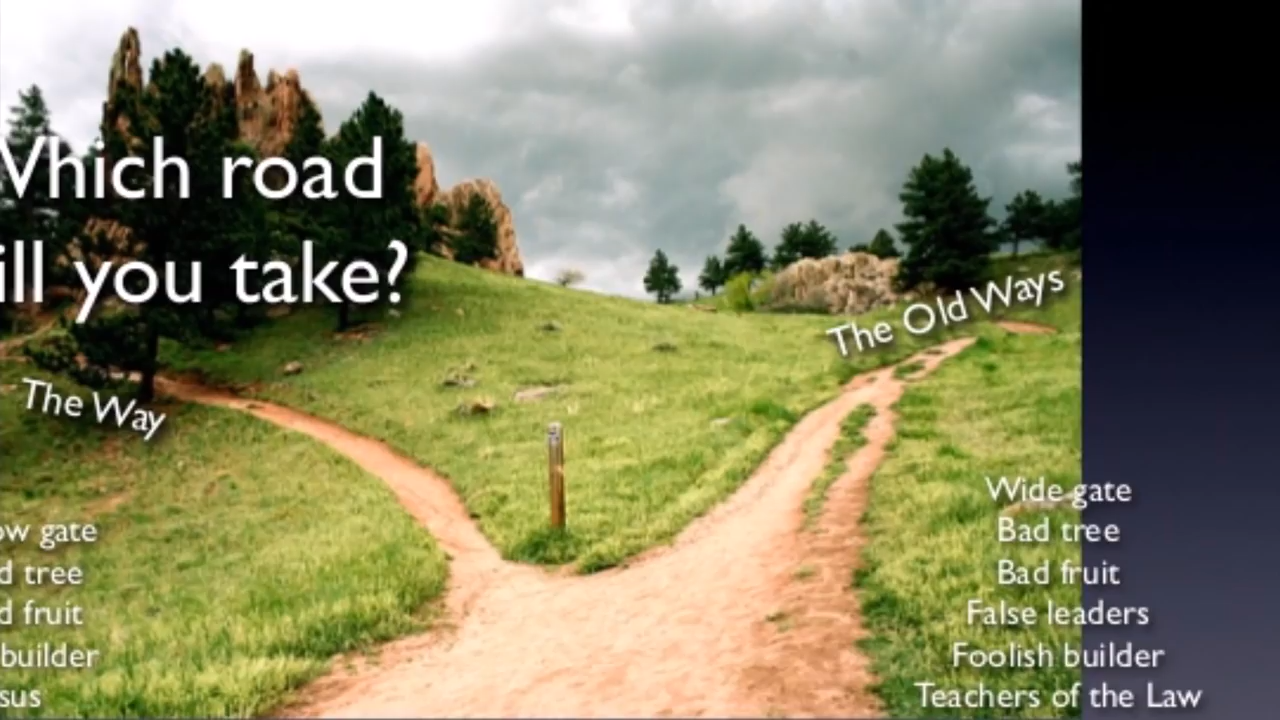 Which road
ill you take?
The Way
The Old Ways
ow gate
d tree
d fruit
builder
sus
Wide gate
Bad tree
Bad fruit
False leaders
Foolish builder
Teachers of the Law